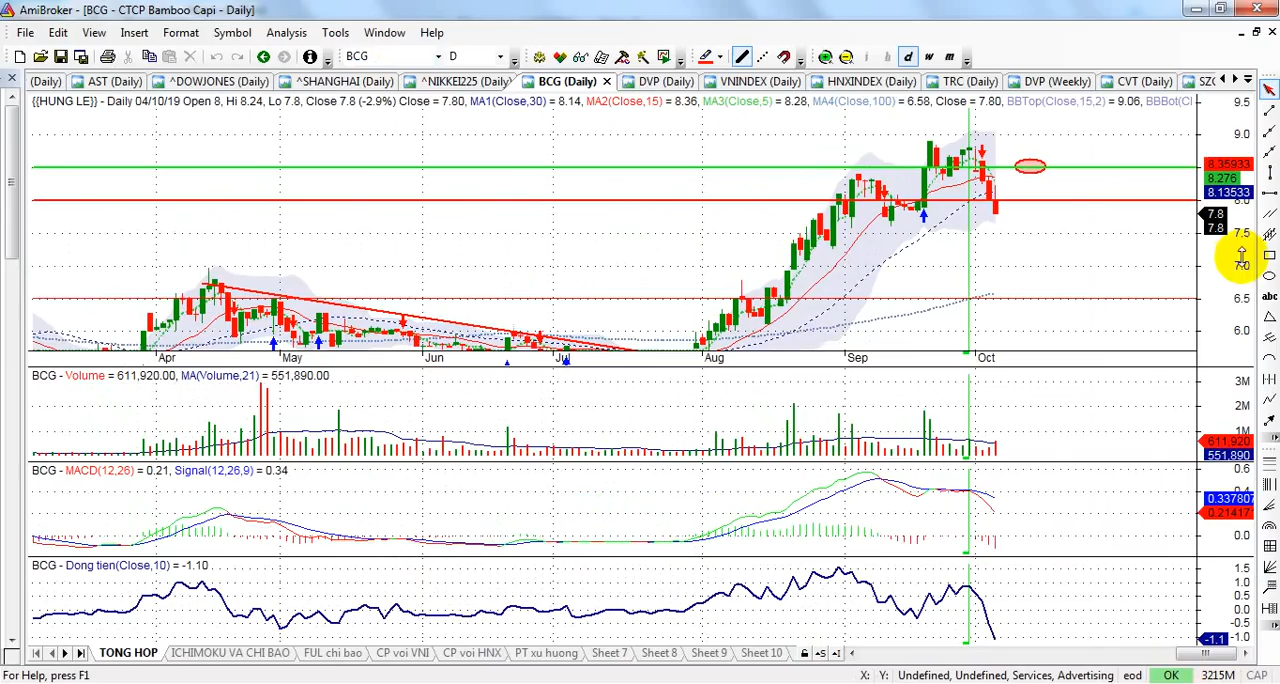 AmiBroker - [BCG - CTCP Bamboo Capi - Daily]
File Edit View Insert Format Symbol Analysis Tools Window Help
BCG D i h d w m
(Daily) AST (Daily) ^DOWJONES (Daily) ^SHANGHAI (Daily) ^NIKKEI225 (Daily) BCG (Daily) DVP (Daily) VNINDEX (Daily) HNXINDEX (Daily) TRC (Daily) DVP (Weekly) CVT (Daily) SZC
{{HUNG LE}} - Daily 04/10/19 Open 8, Hi 8.24, Lo 7.8, Close 7.8 (-2.9%) Close = 7.80, MA1(Close,30) = 8.14, MA2(Close,15) = 8.36, MA3(Close,5) = 8.28, MA4(Close,100) = 6.58, Close = 7.80, BBTop(Close,15,2) = 9.06, BBBot(Cl
9.5
9.0
8.35933
8.276
8.13533
8.0
7.8
7.8
7.5
7.0
abc
6.5
6.0
Apr May Jun Jul Aug Sep Oct
BCG - Volume = 611,920.00, MA(Volume,21) = 551,890.00
3M
2M
1M
611,920
551,890
BCG - MACD(12,26) = 0.21, Signal(12,26,9) = 0.34
0.6
0.4
0.337807
0.21417
0.0
BCG - Dong tien(Close,10) = -1.10
1.5
1.0
0.5
0.0
-0.5
-1.0
-1.1
TONG HOP ICHIMOKU VA CHI BAO FUL chi bao CP voi VNI CP voi HNX PT xu huong Sheet 7 Sheet 8 Sheet 9 Sheet 10
For Help, press F1 X: Y: Undefined, Undefined, Services, Advertising eod OK 3215M CAP